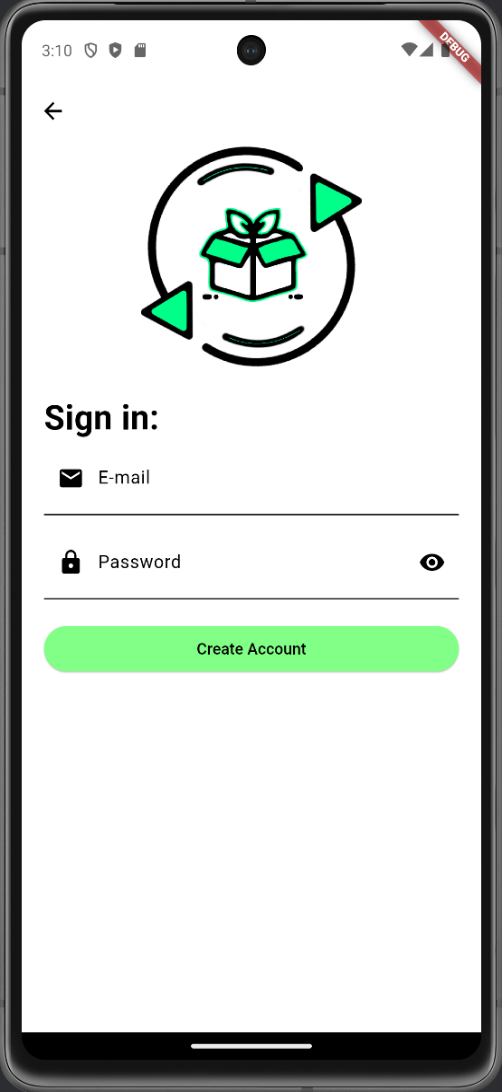 3:10
DEBUG
Sign in:
E-mail
Password
Create Account